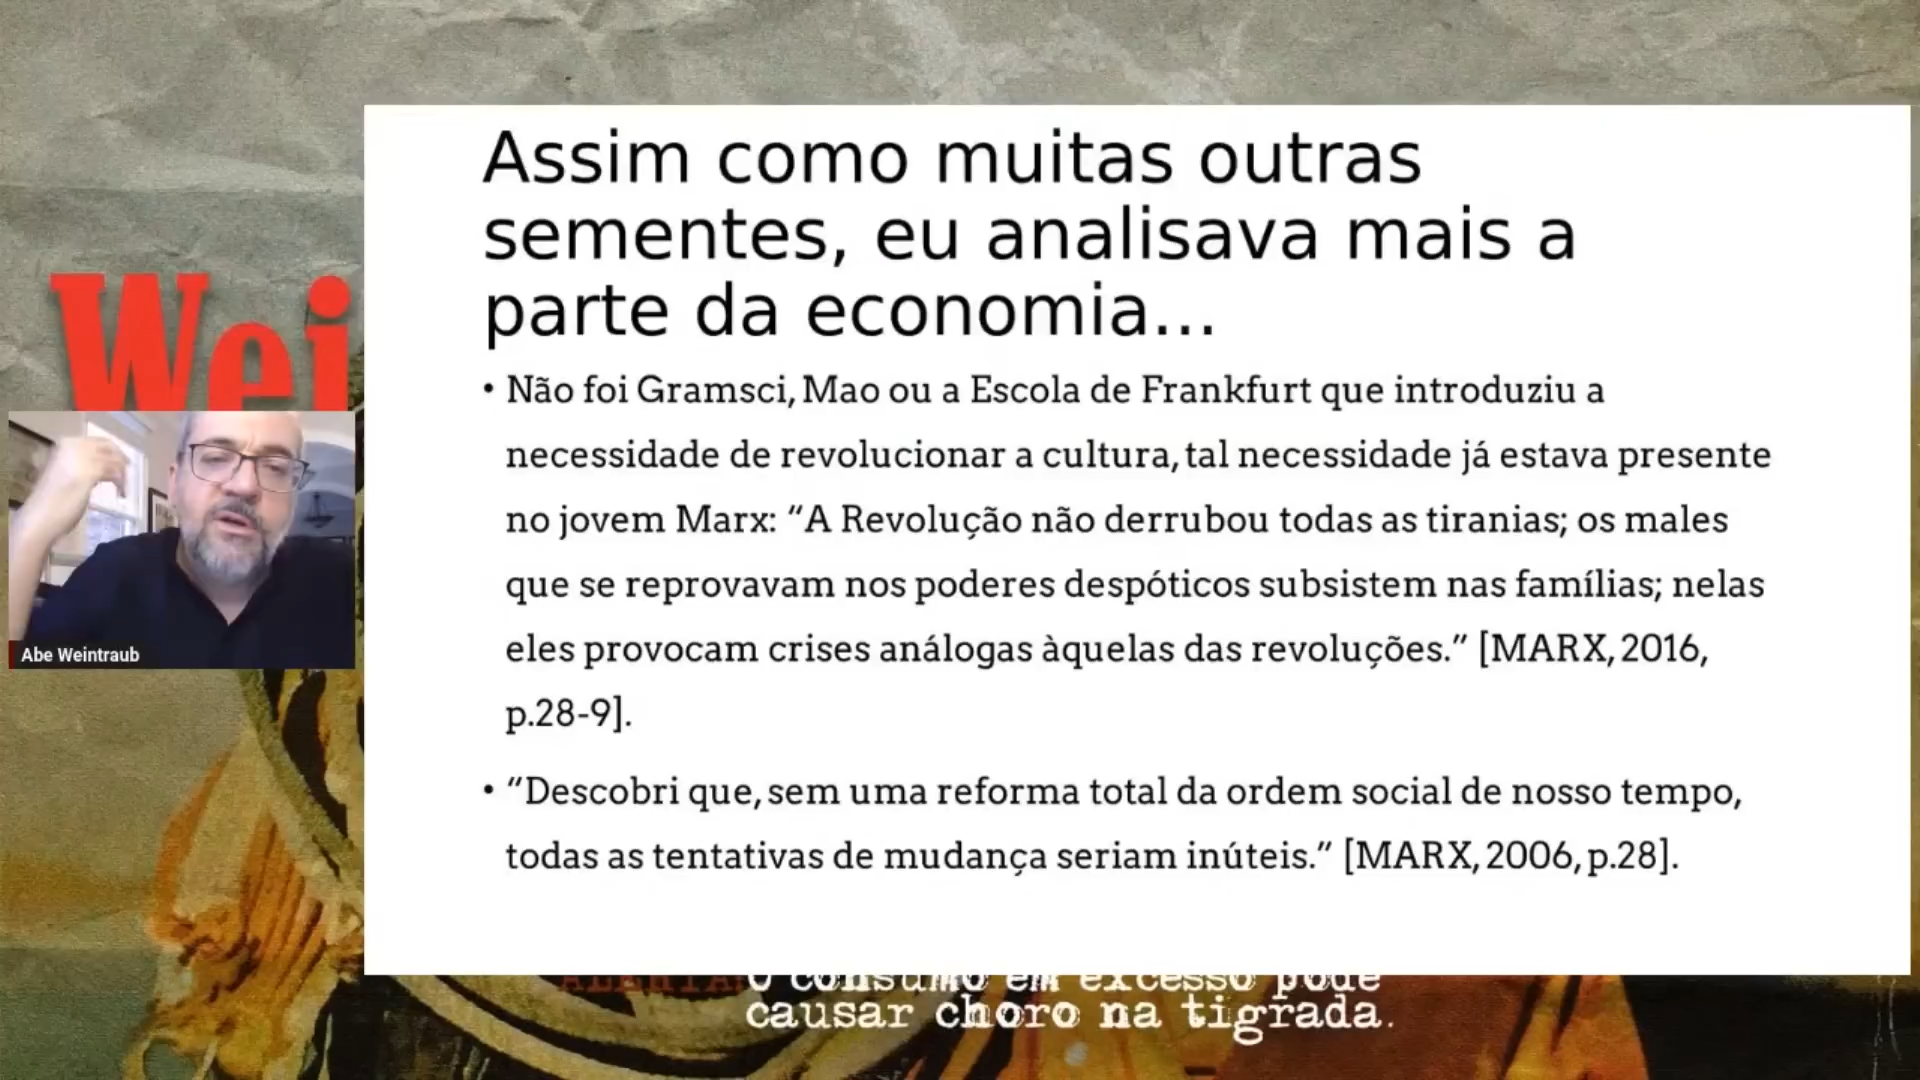 Assim como muitas outras
sementes, eu analisava mais a
parte da economia...
• Não foi Gramsci, Mao ou a Escola de Frankfurt que introduziu a
necessidade de revolucionar a cultura, tal necessidade já estava presente
no jovem Marx: “A Revolução não derrubou todas as tiranias; os males
que se reprovavam nos poderes despóticos subsistem nas famílias; nelas
eles provocam crises análogas àquelas das revoluções.” [MARX, 2016,
p.28-9].
• “Descobri que, sem uma reforma total da ordem social de nosso tempo,
todas as tentativas de mudança seriam inúteis.” [MARX, 2006, p.28].
Wei
Abe Weintraub
O consumo em excesso pode
causar choro na tigrada.